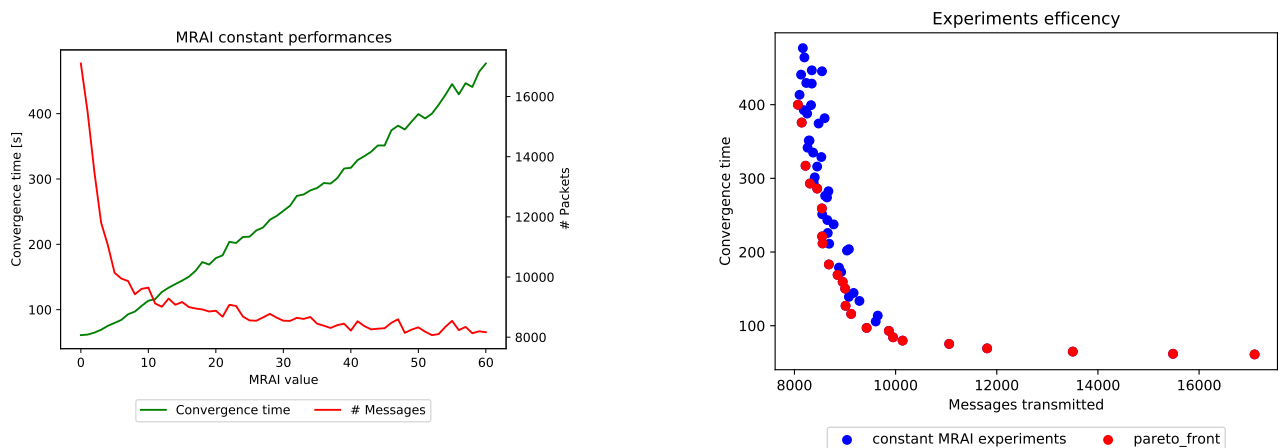 MRAI constant performances
Convergence time [s]
400
300
200
100
16000
14000
12000
10000
8000
# Packets
0 10 20 30 40 50 60
MRAI value
Convergence time # Messages
Experiments efficency
Convergence time
400
300
200
100
8000 10000 12000 14000 16000
Messages transmitted
constant MRAI experiments pareto_front